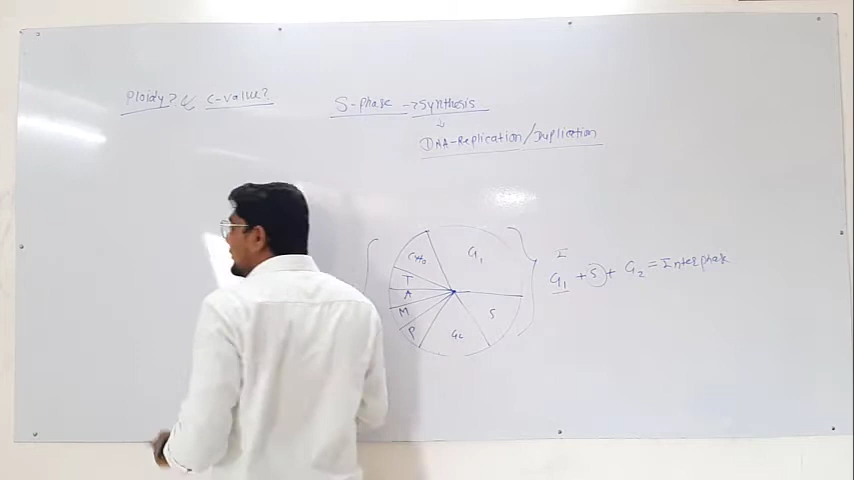 Ploidy? & C-value?
S-phase → Synthesis
↓
DNA-Replication/Duplication
G1
S
G2
P
M
A
T
I
G1 + S + G2 = Interphase